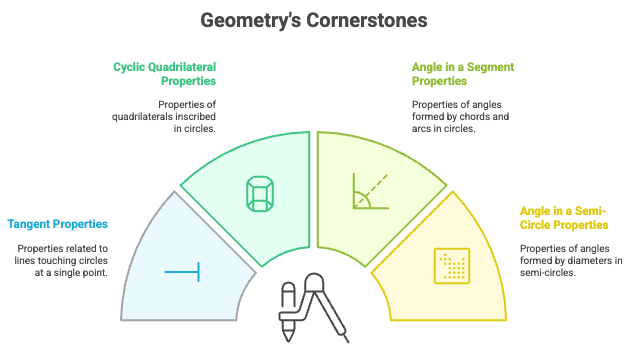 Geometry's Cornerstones
Cyclic Quadrilateral
Properties
Properties of
quadrilaterals inscribed
in circles.
Angle in a Segment
Properties
Properties of angles
formed by chords and
arcs in circles.
Tangent Properties
Properties related to
lines touching circles
at a single point.
Angle in a Semi-
Circle Properties
Properties of angles
formed by diameters in
semi-circles.